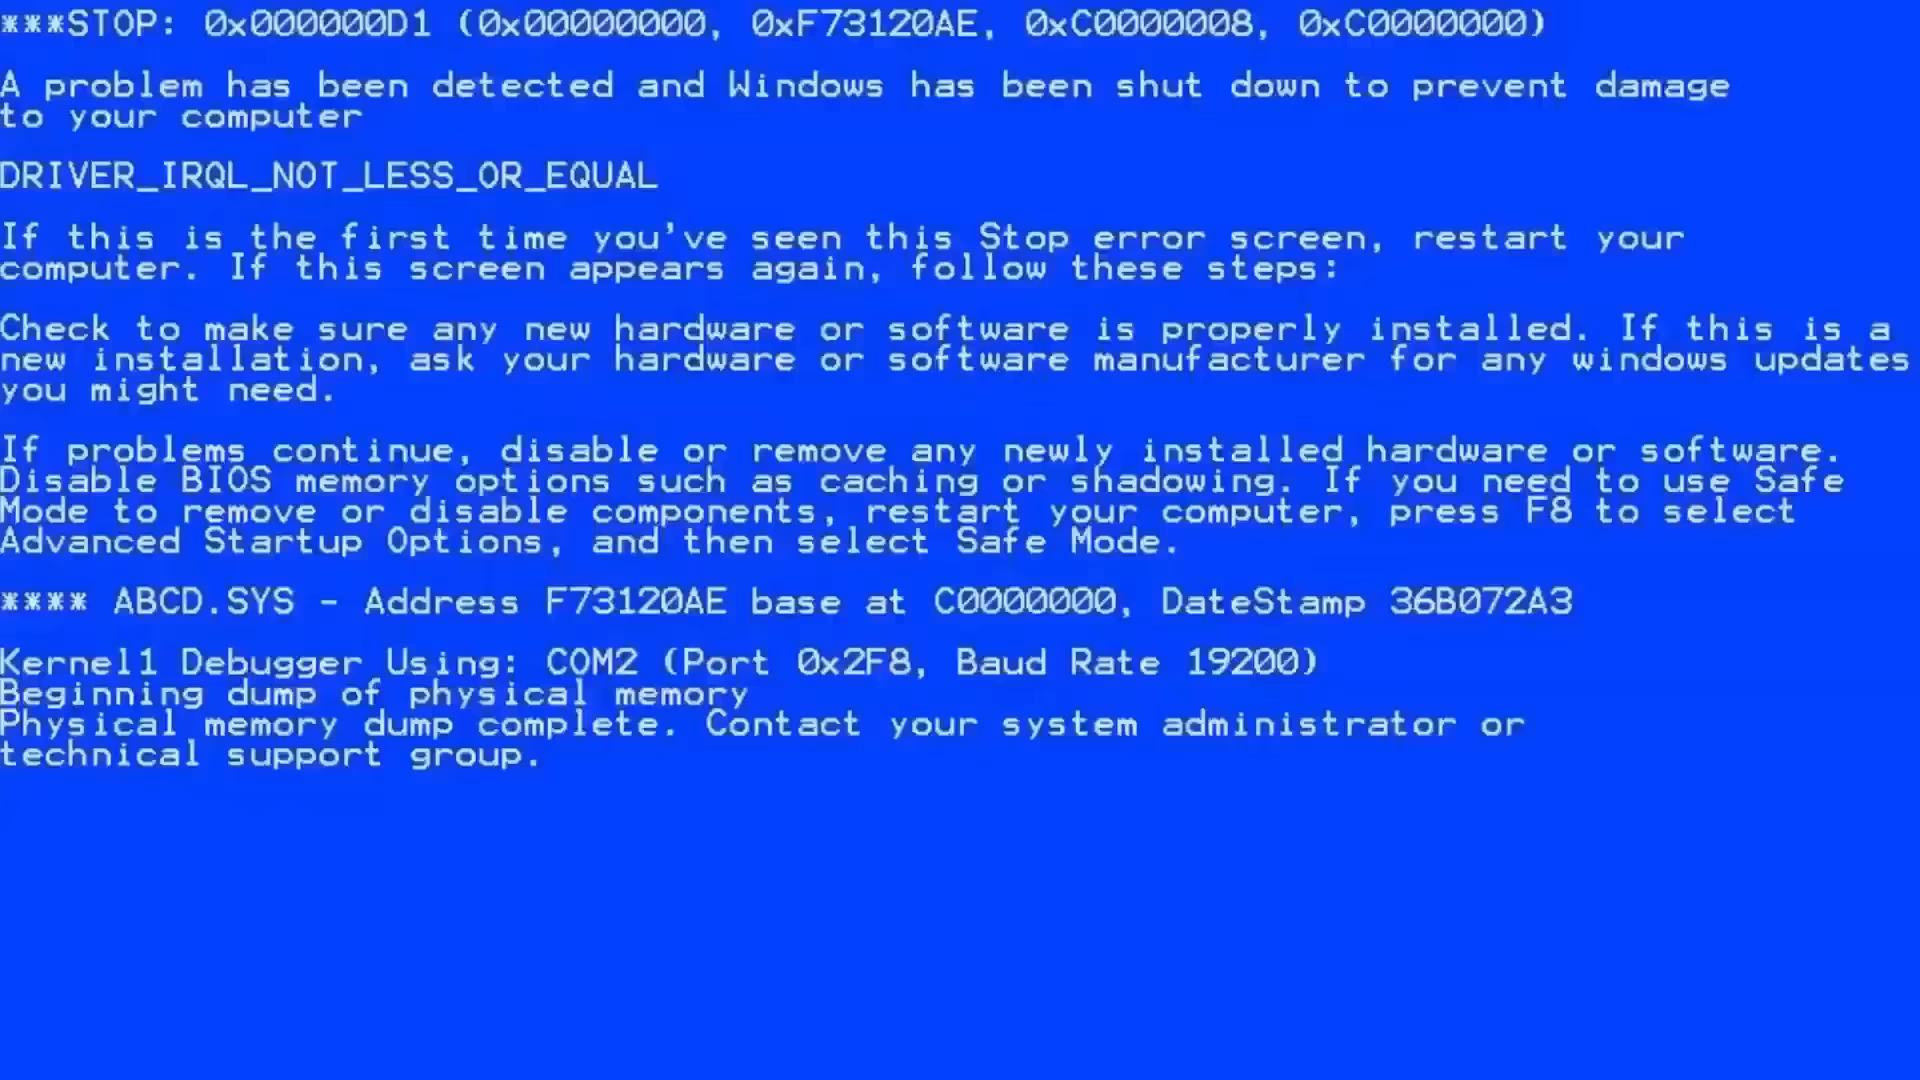 ***STOP: 0x000000D1 (0x00000000, 0xF73120AE, 0xC0000008, 0xC0000000)
A problem has been detected and Windows has been shut down to prevent damage
to your computer
DRIVER_IRQL_NOT_LESS_OR_EQUAL
If this is the first time you've seen this Stop error screen, restart your
computer. If this screen appears again, follow these steps:
Check to make sure any new hardware or software is properly installed. If this is a
new installation, ask your hardware or software manufacturer for any windows updates
you might need.
If problems continue, disable or remove any newly installed hardware or software.
Disable BIOS memory options such as caching or shadowing. If you need to use Safe
Mode to remove or disable components, restart your computer, press F8 to select
Advanced Startup Options, and then select Safe Mode.
**** ABCD.SYS - Address F73120AE base at C0000000, DateStamp 36B072A3
Kernel1 Debugger Using: COM2 (Port 0x2F8, Baud Rate 19200)
Beginning dump of physical memory
Physical memory dump complete. Contact your system administrator or
technical support group.